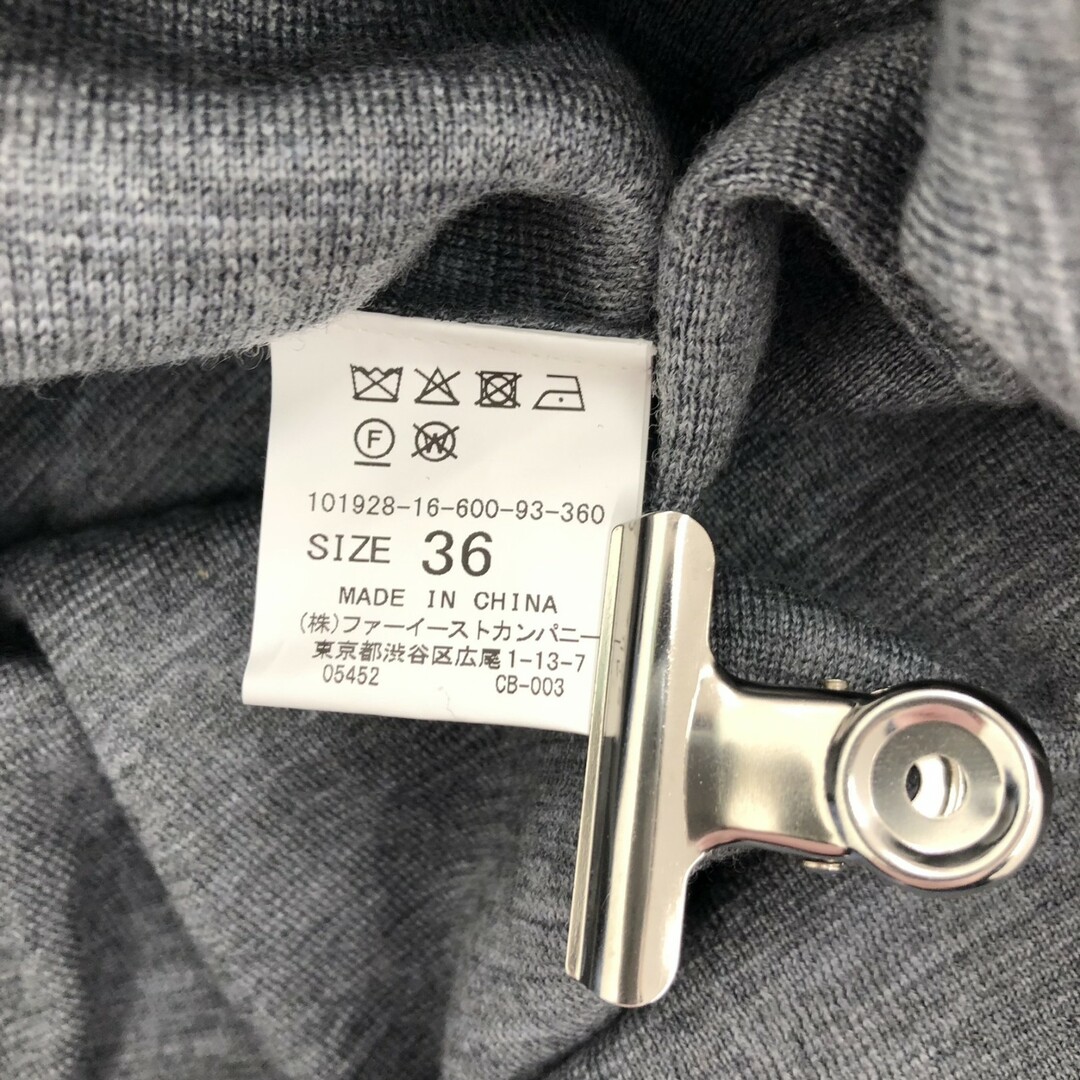 F W
101928-16-600-93-360
SIZE 36
MADE IN CHINA
(株)ファーイーストカンパニー
東京都渋谷区広尾1-13-7
05452 CB-003